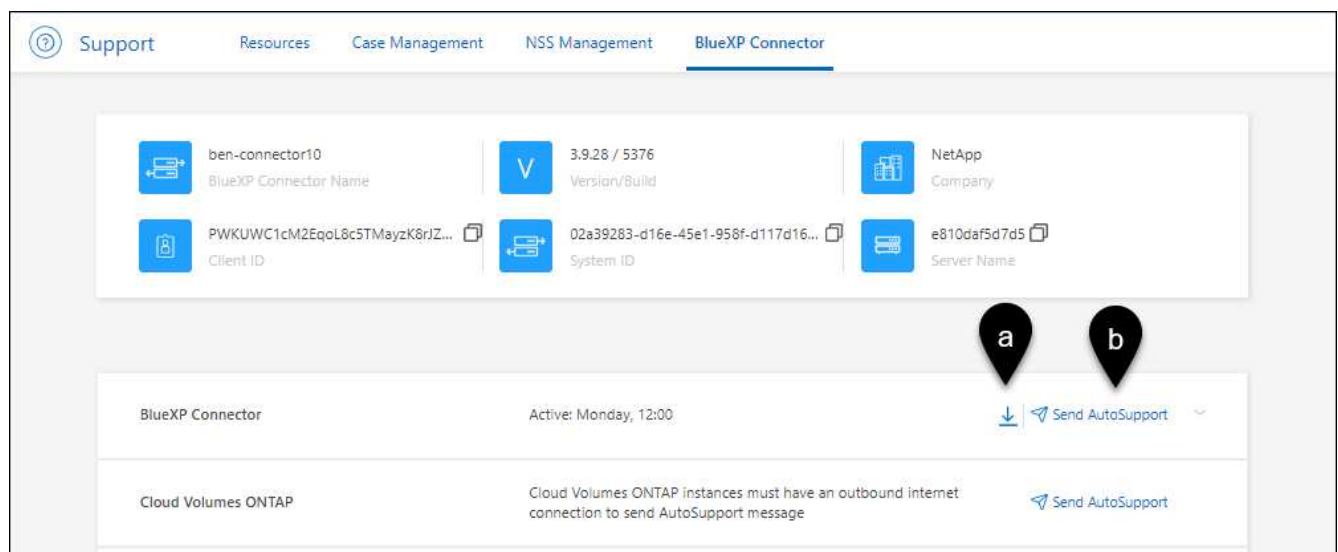 Support
Resources
Case Management
NSS Management
BlueXP Connector
ben-connector10
BlueXP Connector Name
V
3.9.28 / 5376
Version/Build
NetApp
Company
PWKUWC1cM2EqoL8c5TMayzK8rJZ...
Client ID
02a39283-d16e-45e1-958f-d117d16...
System ID
e810daf5d7d5
Server Name
a
b
BlueXP Connector
Active: Monday, 12:00
Send AutoSupport
Cloud Volumes ONTAP
Cloud Volumes ONTAP instances must have an outbound internet
connection to send AutoSupport message
Send AutoSupport